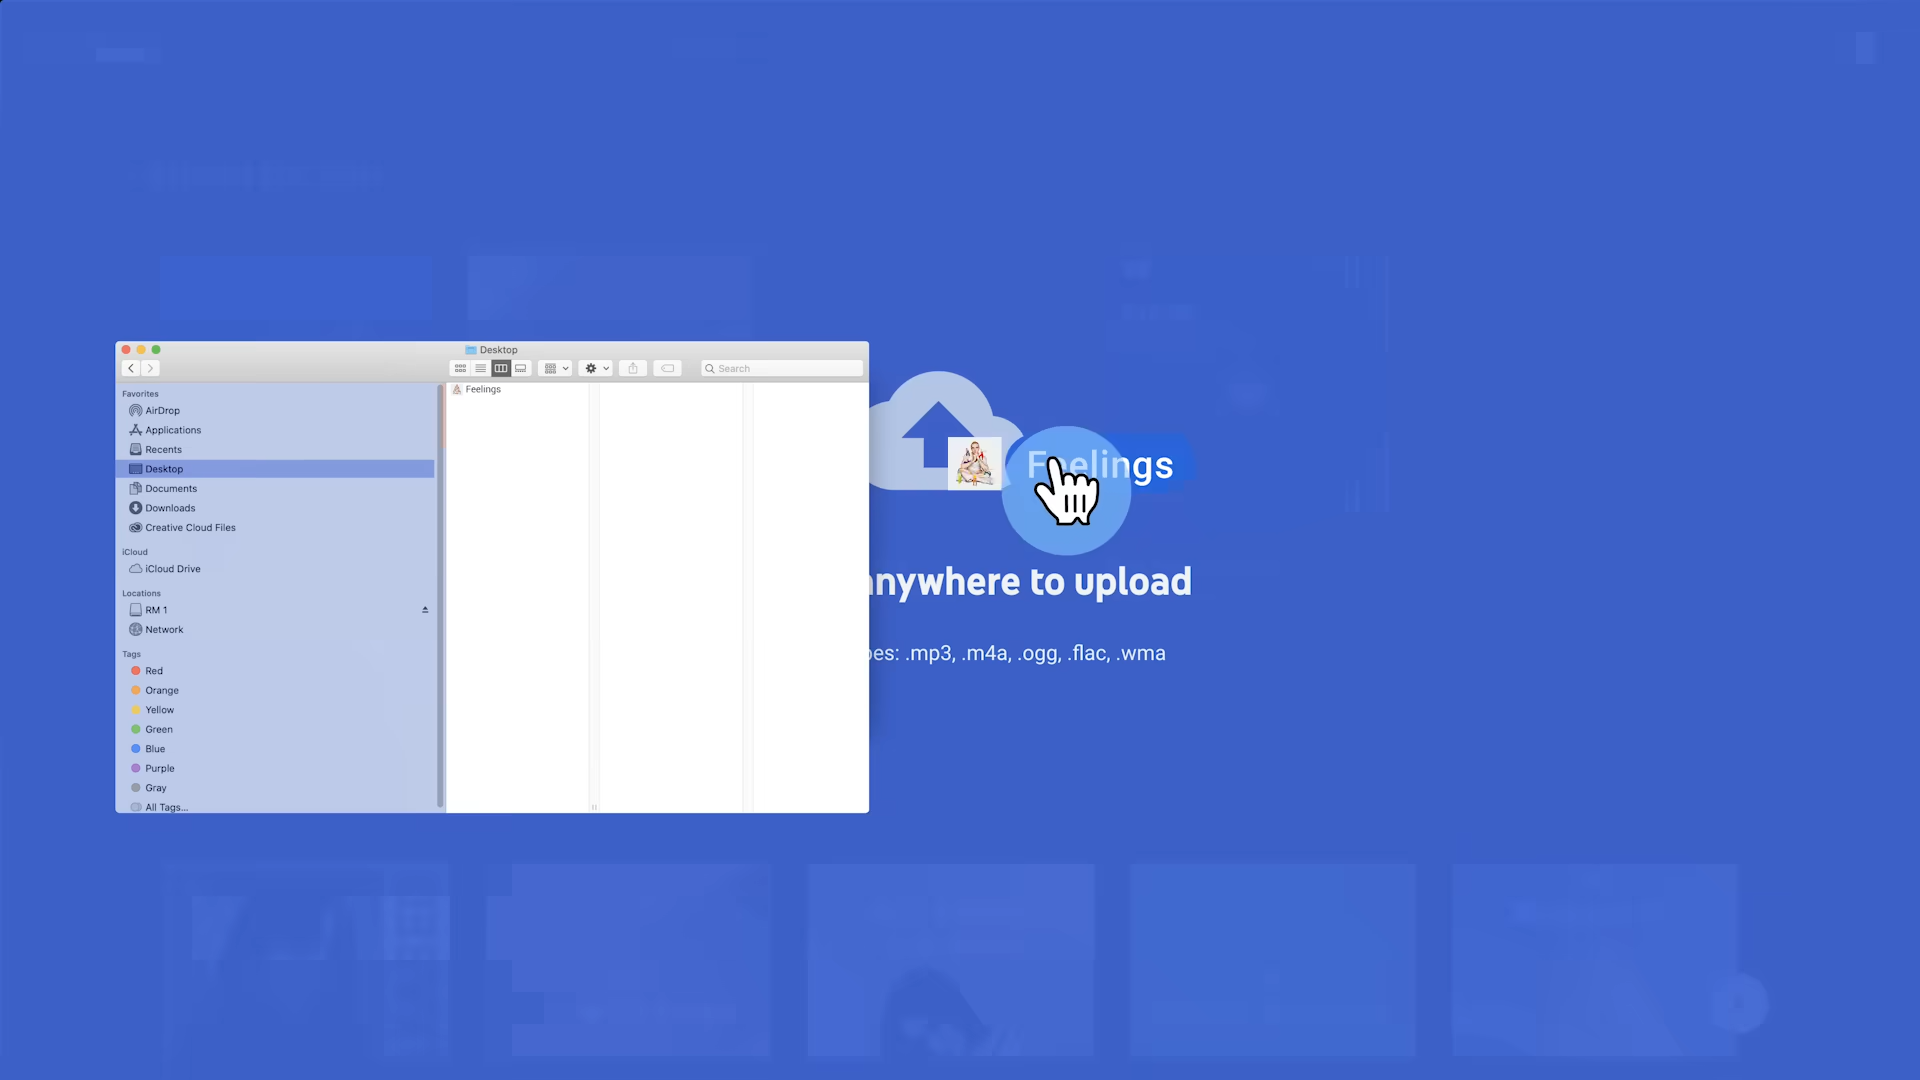 Desktop
Search
Favorites
AirDrop
Applications
Recents
Desktop
Documents
Downloads
Creative Cloud Files
iCloud
iCloud Drive
Locations
RM 1
Network
Tags
Red
Orange
Yellow
Green
Blue
Purple
Gray
All Tags...
Feelings
Feelings
to upload
.mp3, .m4a, .ogg, .flac, .wma